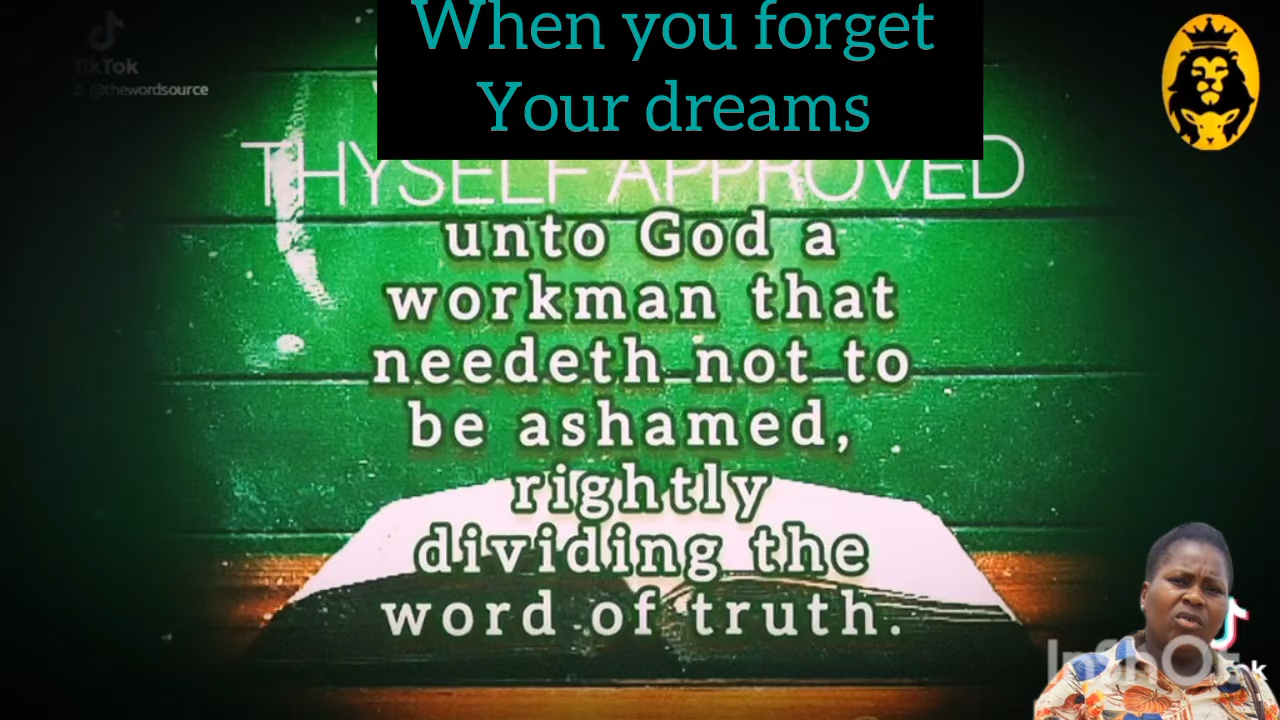 When you forget
Your dreams
TikTok
@thewordsource
THYSELF APPROVED
unto God a
workman that
needeth not to
be ashamed,
rightly
dividing the
word of truth.
InShOt